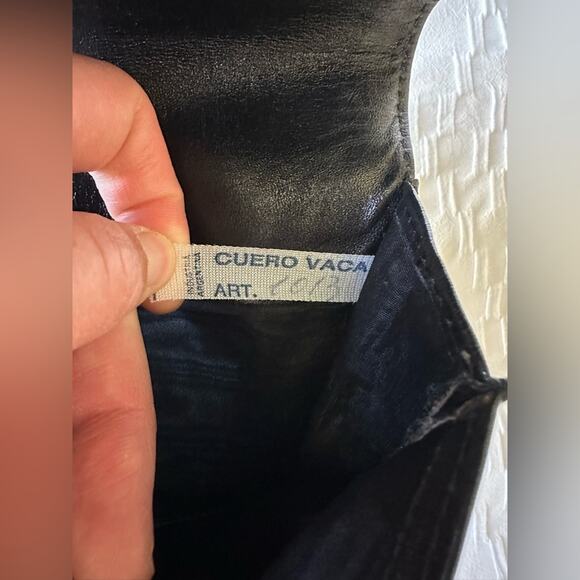 CUERO VACA
ART.
INDUSTRIA
ARGENTINA